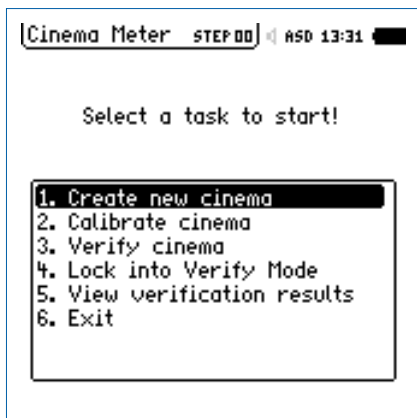 Cinema Meter STEP 00 ASD 13:31
Select a task to start!
1. Create new cinema
2. Calibrate cinema
3. Verify cinema
4. Lock into Verify Mode
5. View verification results
6. Exit